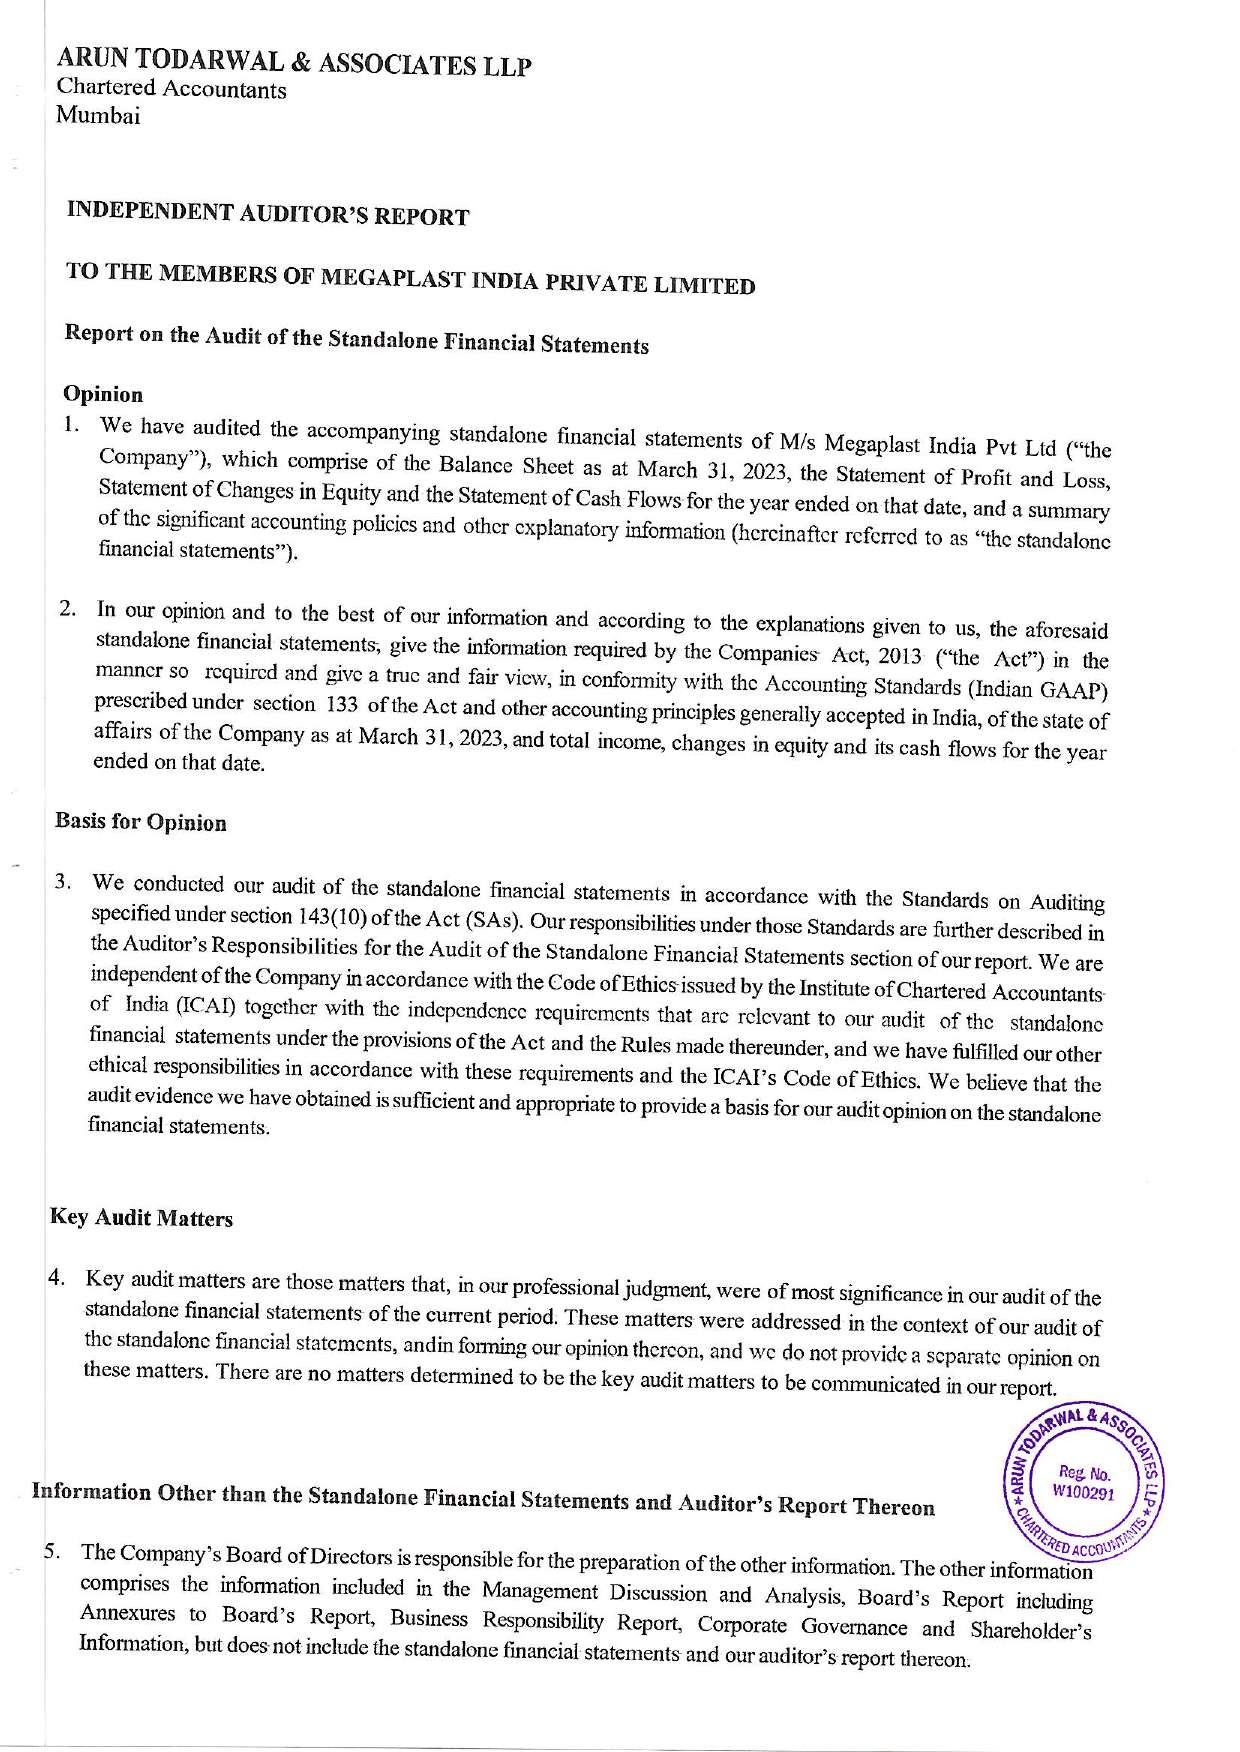 ARUN TODARWAL & ASSOCIATES LLP
Chartered Accountants
Mumbai
INDEPENDENT AUDITOR’S REPORT
TO THE MEMBERS OF MEGAPLAST INDIA PRIVATE LIMITED
Report on the Audit of the Standalone Financial Statements
Opinion
1. We have audited the accompanying standalone financial statements of M/s Megaplast India Pvt Ltd (“the
Company”), which comprise of the Balance Sheet as at March 31, 2023, the Statement of Profit and Loss,
Statement of Changes in Equity and the Statement of Cash Flows for the year ended on that date, and a summary
of the significant accounting policies and other explanatory information (hereinafter referred to as “the standalone
financial statements”).
2. In our opinion and to the best of our information and according to the explanations given to us, the aforesaid
standalone financial statements, give the information required by the Companies Act, 2013 (“the Act”) in the
manner so required and give a true and fair view, in conformity with the Accounting Standards (Indian GAAP)
prescribed under section 133 of the Act and other accounting principles generally accepted in India, of the state of
affairs of the Company as at March 31, 2023, and total income, changes in equity and its cash flows for the year
ended on that date.
Basis for Opinion
3. We conducted our audit of the standalone financial statements in accordance with the Standards on Auditing
specified under section 143(10) of the Act (SAs). Our responsibilities under those Standards are further described in
the Auditor’s Responsibilities for the Audit of the Standalone Financial Statements section of our report. We are
independent of the Company in accordance with the Code of Ethics issued by the Institute of Chartered Accountants
of India (ICAI) together with the independence requirements that are relevant to our audit of the standalone
financial statements under the provisions of the Act and the Rules made thereunder, and we have fulfilled our other
ethical responsibilities in accordance with these requirements and the ICAI’s Code of Ethics. We believe that the
audit evidence we have obtained is sufficient and appropriate to provide a basis for our audit opinion on the standalone
financial statements.
Key Audit Matters
4. Key audit matters are those matters that, in our professional judgment, were of most significance in our audit of the
standalone financial statements of the current period. These matters were addressed in the context of our audit of
the standalone financial statements, andin forming our opinion thereon, and we do not provide a separate opinion on
these matters. There are no matters determined to be the key audit matters to be communicated in our report.
ARUN TODARWAL & ASSOCIATES LLP
Reg. No.
W100291
★ CHARTERED ACCOUNTANTS ★
Information Other than the Standalone Financial Statements and Auditor’s Report Thereon
5. The Company’s Board of Directors is responsible for the preparation of the other information. The other information
comprises the information included in the Management Discussion and Analysis, Board’s Report including
Annexures to Board’s Report, Business Responsibility Report, Corporate Governance and Shareholder’s
Information, but does not include the standalone financial statements and our auditor’s report thereon.